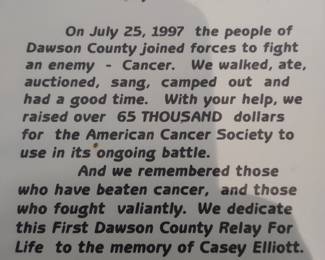 On July 25, 1997 the people of
Dawson County joined forces to fight
an enemy - Cancer. We walked, ate,
auctioned, sang, camped out and
had a good time. With your help, we
raised over 65 THOUSAND dollars
for the American Cancer Society to
use in its ongoing battle.
And we remembered those
who have beaten cancer, and those
who fought valiantly. We dedicate
this First Dawson County Relay For
Life to the memory of Casey Elliott.